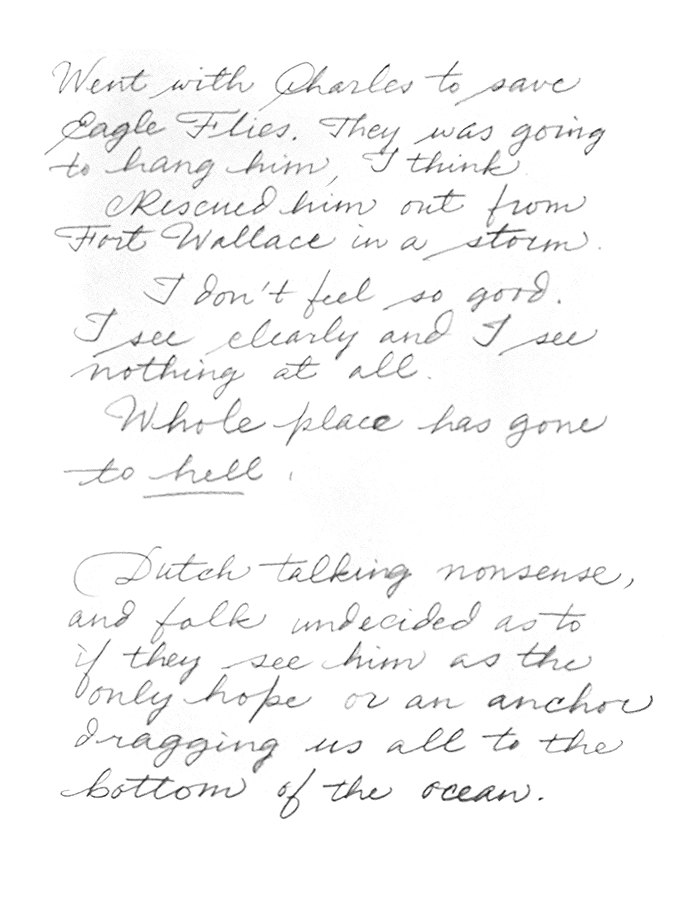 Went with Charles to save
Eagle Flies. They was going
to hang him, I think
Rescued him out from
Fort Wallace in a storm.
I don't feel so good.
I see clearly and I see
nothing at all.
Whole place has gone
to hell.
Dutch talking nonsense,
and folk undecided as to
if they see him as the
only hope or an anchor
dragging us all to the
bottom of the ocean.